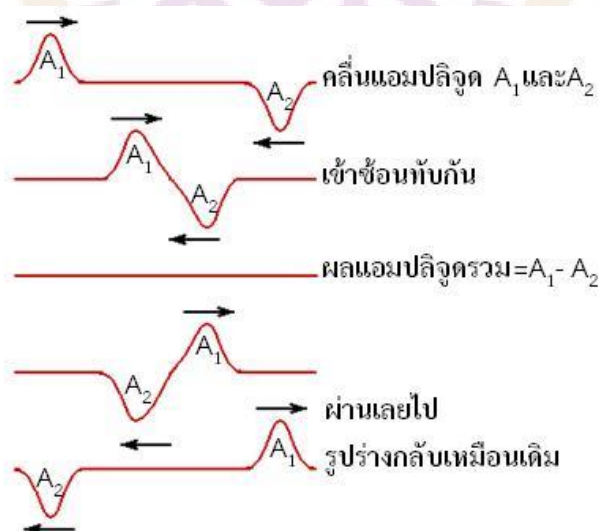 A₁
A₂
คลื่นแอมปลิจูด A₁และA₂
A₁
A₂
เข้าซ้อนทับกัน
ผลแอมปลิจูดรวม=A₁- A₂
A₁
A₂
ผ่านเลยไป
A₁
รูปร่างกลับเหมือนเดิม
A₂